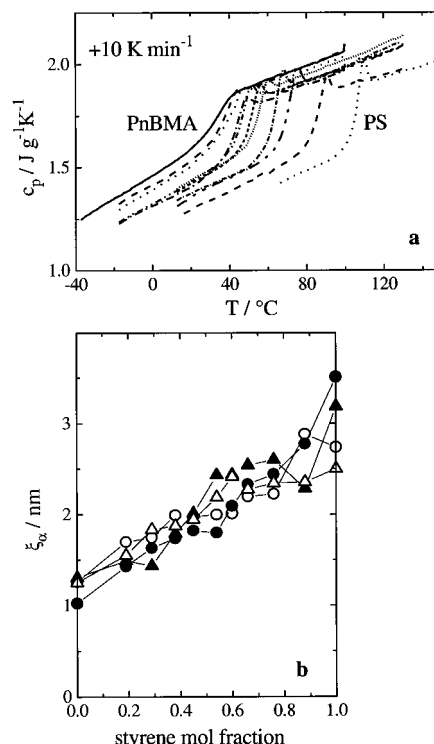 +10 K min⁻¹
a
2.0
1.5
1.0
cₚ / J g⁻¹K⁻¹
PnBMA
PS
-40 0 40 80 120
T / °C
3
2
1
0
ξα / nm
b
0.0 0.2 0.4 0.6 0.8 1.0
styrene mol fraction